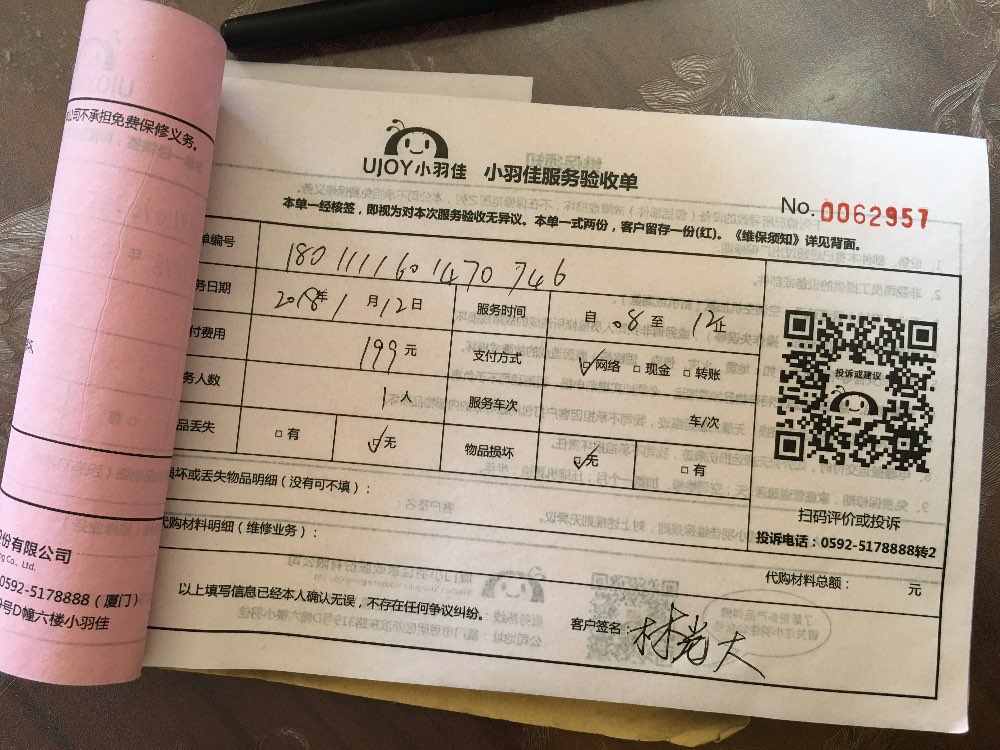 公司不承担免费保修义务。
UJOY小羽佳 小羽佳服务验收单
No. 0062957
本单一经核签，即视为对本次服务验收无异议。本单一式两份，客户留存一份(红)。《维保须知》详见背面。
单编号 1801111601470746
务日期 2018年1月12日 服务时间 自 8 至 12止
付费用 199元 支付方式 ☑网络 □现金 □转账
务人数 1人 服务车次 车/次
品丢失 □有 ☑无 物品损坏 ☑无 □有
投诉或建议
损坏或丢失物品明细（没有可不填）：
扫码评价或投诉
投诉电话：0592-5178888转2
代购材料明细（维修业务）：
代购材料总额： 元
以上填写信息已经本人确认无误，不存在任何争议纠纷。
客户签名：林光大
份有限公司
Co., Ltd.
0592-5178888（厦门）
9号D幢六楼小羽佳